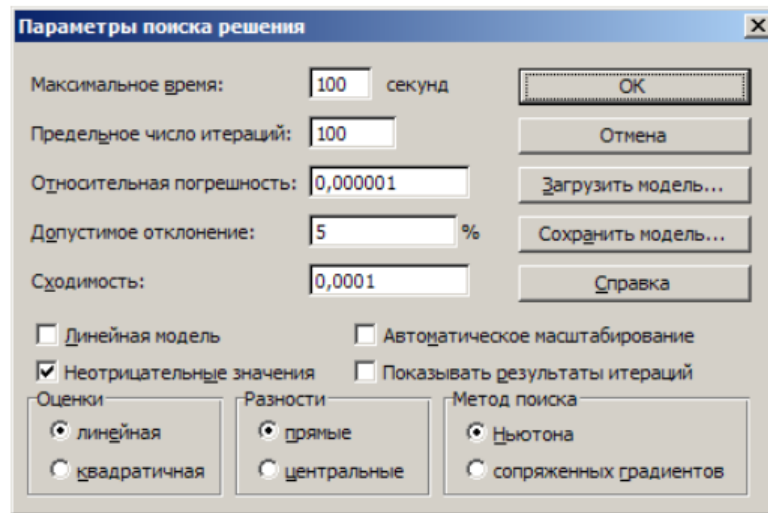 Параметры поиска решения
Максимальное время: 100 секунд
ОК
Предельное число итераций: 100
Отмена
Относительная погрешность: 0,000001
Загрузить модель...
Допустимое отклонение: 5 %
Сохранить модель...
Сходимость: 0,0001
Справка
Линейная модель
Автоматическое масштабирование
Неотрицательные значения
Показывать результаты итераций
Оценки
линейная
квадратичная
Разности
прямые
центральные
Метод поиска
Ньютона
сопряженных градиентов